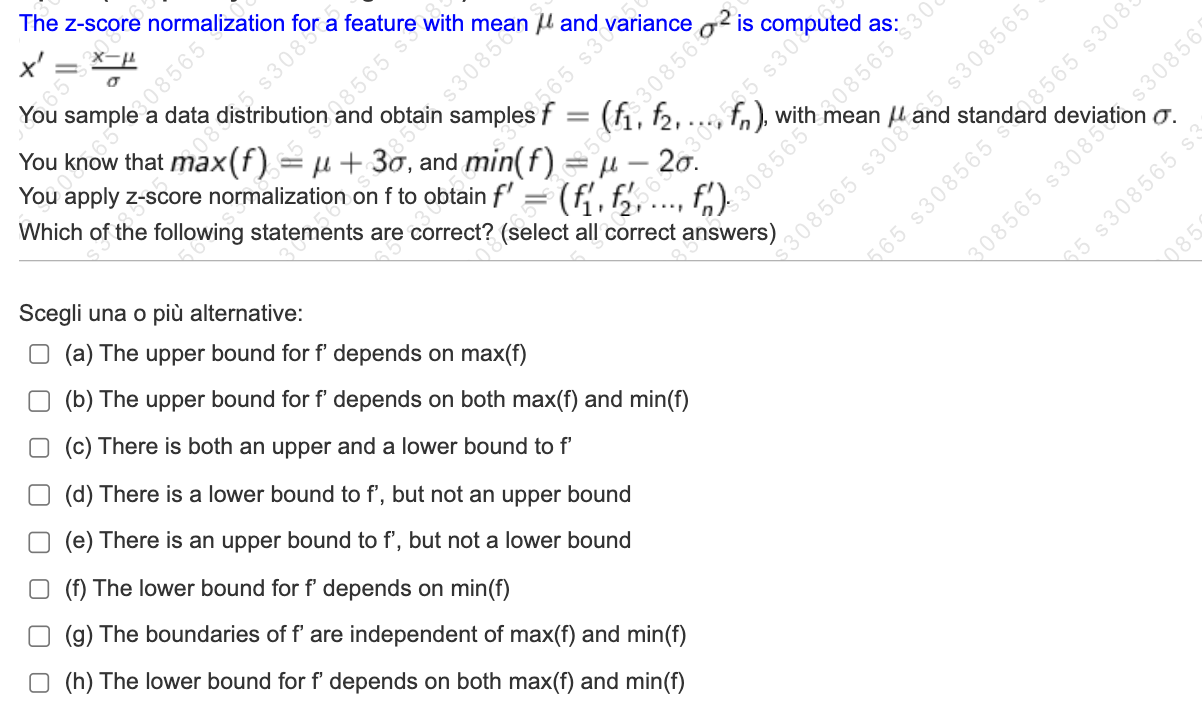 The z-score normalization for a feature with mean μ and variance σ² is computed as:
x′ = x−μ / σ
You sample a data distribution and obtain samples f = (f₁, f₂, ..., fₙ), with mean μ and standard deviation σ.
You know that max(f) = μ + 3σ, and min(f) = μ − 2σ.
You apply z-score normalization on f to obtain f′ = (f′₁, f′₂, ..., f′ₙ).
Which of the following statements are correct? (select all correct answers)
Scegli una o più alternative:
(a) The upper bound for f' depends on max(f)
(b) The upper bound for f' depends on both max(f) and min(f)
(c) There is both an upper and a lower bound to f'
(d) There is a lower bound to f', but not an upper bound
(e) There is an upper bound to f', but not a lower bound
(f) The lower bound for f' depends on min(f)
(g) The boundaries of f' are independent of max(f) and min(f)
(h) The lower bound for f' depends on both max(f) and min(f)